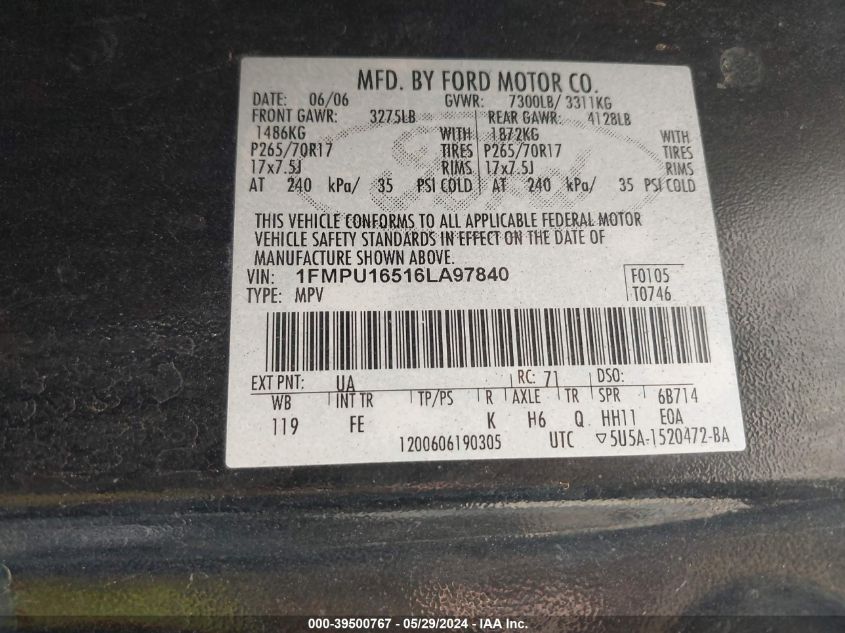 MFD. BY FORD MOTOR CO.
DATE: 06/06 GVWR: 7300LB/ 3311KG
FRONT GAWR: 3275LB REAR GAWR: 4128LB
1486KG WITH 1872KG WITH
P265/70R17 TIRES P265/70R17 TIRES
17x7.5J RIMS 17x7.5J RIMS
AT 240 kPa/ 35 PSI COLD AT 240 kPa/ 35 PSI COLD
THIS VEHICLE CONFORMS TO ALL APPLICABLE FEDERAL MOTOR
VEHICLE SAFETY STANDARDS IN EFFECT ON THE DATE OF
MANUFACTURE SHOWN ABOVE.
VIN: 1FMPU16516LA97840 F0105
TYPE: MPV T0746
EXT PNT: UA RC: 71 DSO:
WB INT TR TP/PS R AXLE TR SPR 6B714
119 FE K H6 Q HH11 EOA
1200606190305 UTC ▽5U5A-1520472-BA
000-39500767 - 05/29/2024 - IAA Inc.